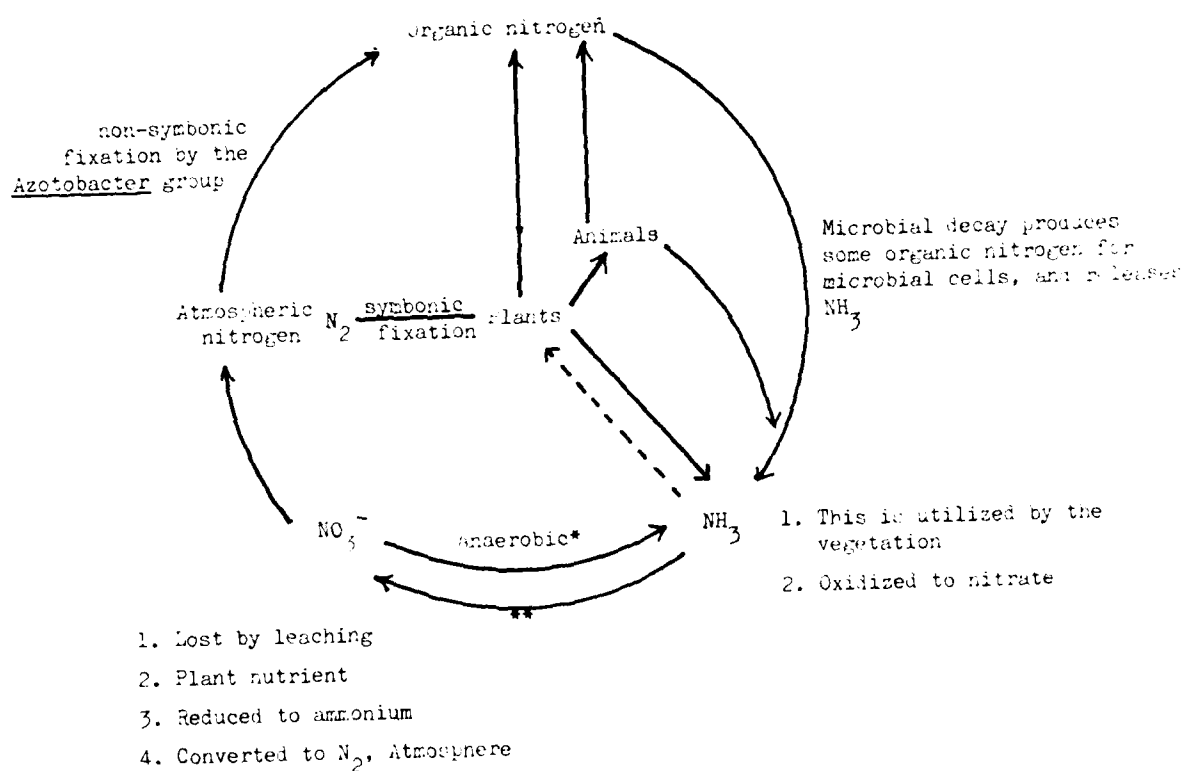 Organic nitrogen
non-symbonic
fixation by the
Azotobacter group
Animals
Microbial decay produces
some organic nitrogen for
microbial cells, and releases
NH3
Atmospheric
nitrogen N2
symbonic
fixation
Plants
NO3-
Anaerobic*
NH3
1. This is utilized by the
vegetation
2. Oxidized to nitrate
**
1. Lost by leaching
2. Plant nutrient
3. Reduced to ammonium
4. Converted to N2, Atmosphere